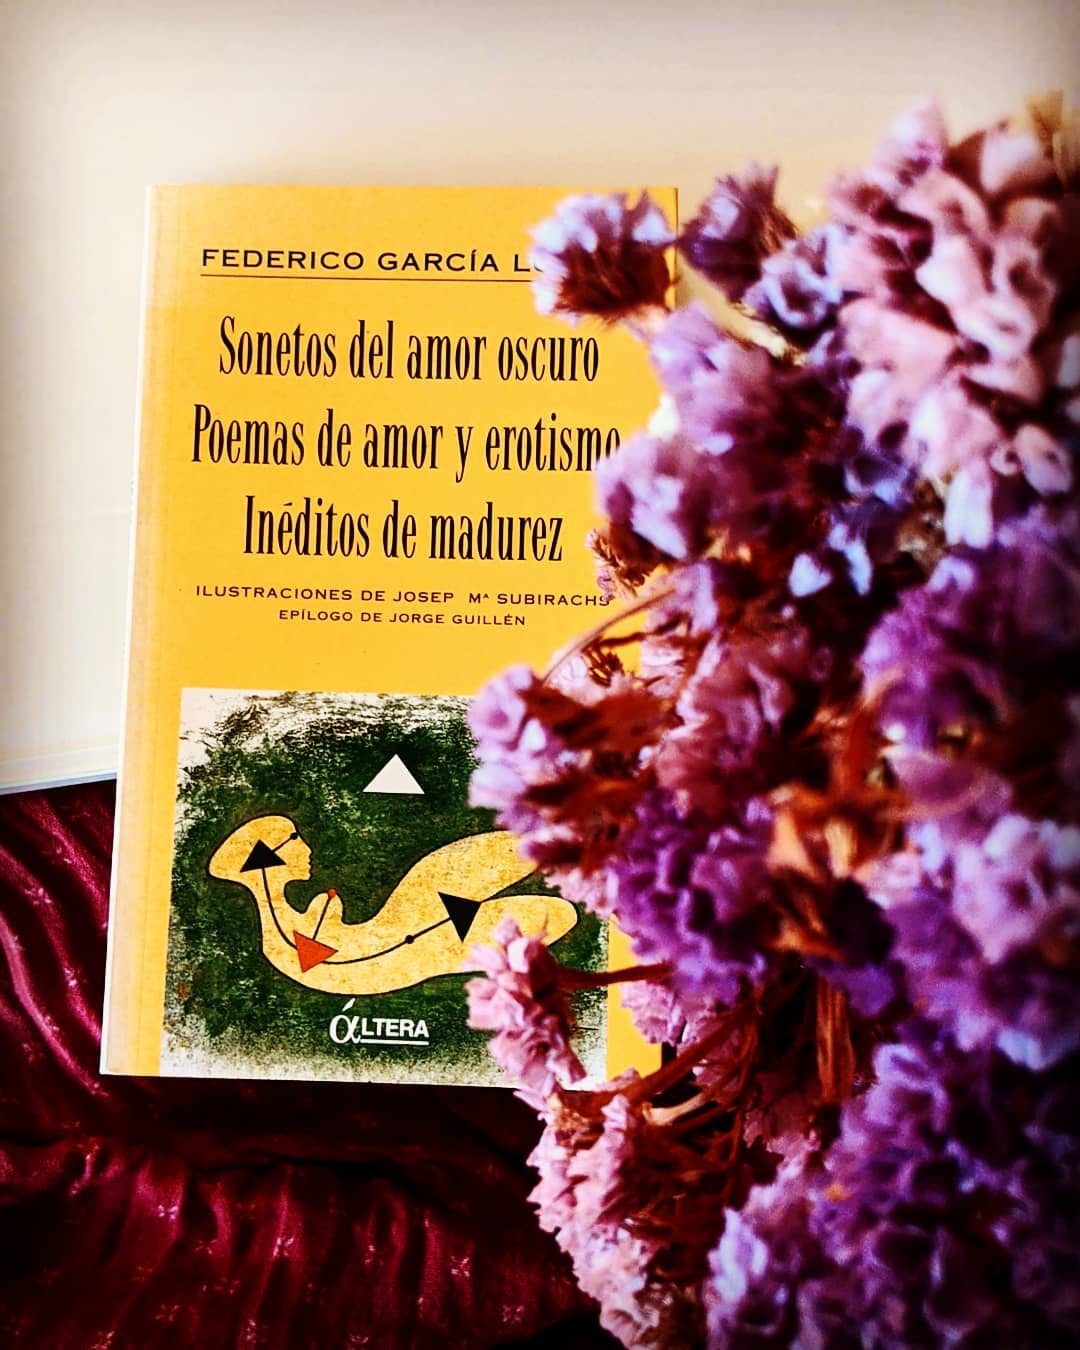 FEDERICO GARCÍA
Sonetos del amor oscuro
Poemas de amor y erotismo
Inéditos de madurez
ILUSTRACIONES DE JOSEP Mª SUBIRACHS
EPÍLOGO DE JORGE GUILLÉN
áLTERA